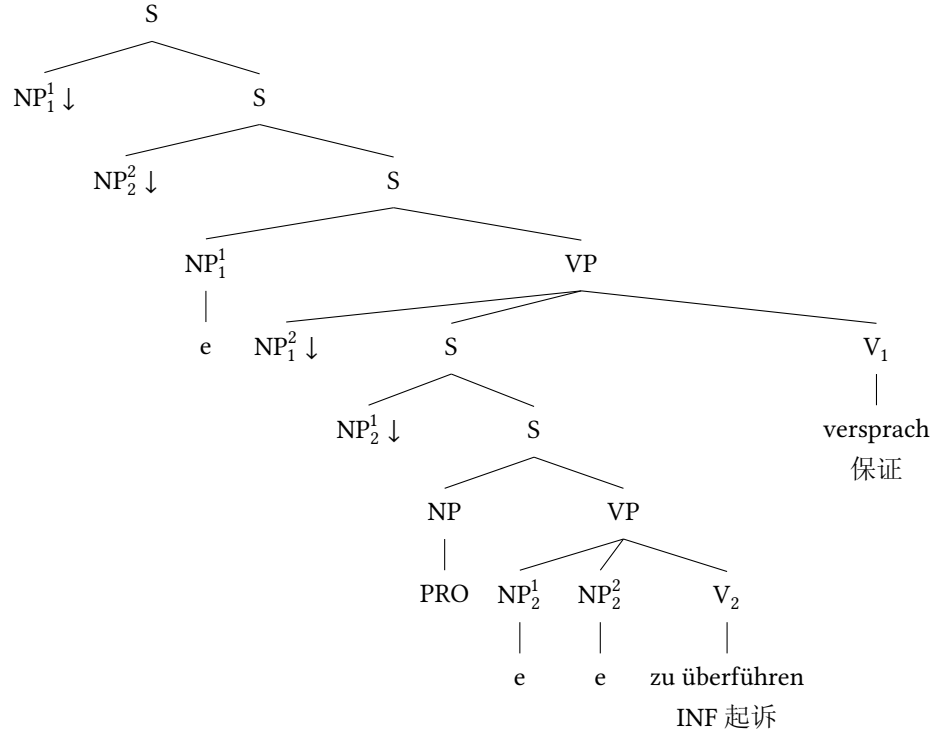 S
NP₁¹↓ S
NP₂²↓ S
NP₁¹ VP
e NP₁²↓ S V₁
NP₂¹↓ S versprach
保证
NP VP
PRO NP₂¹ NP₂² V₂
e e zu überführen
INF 起诉